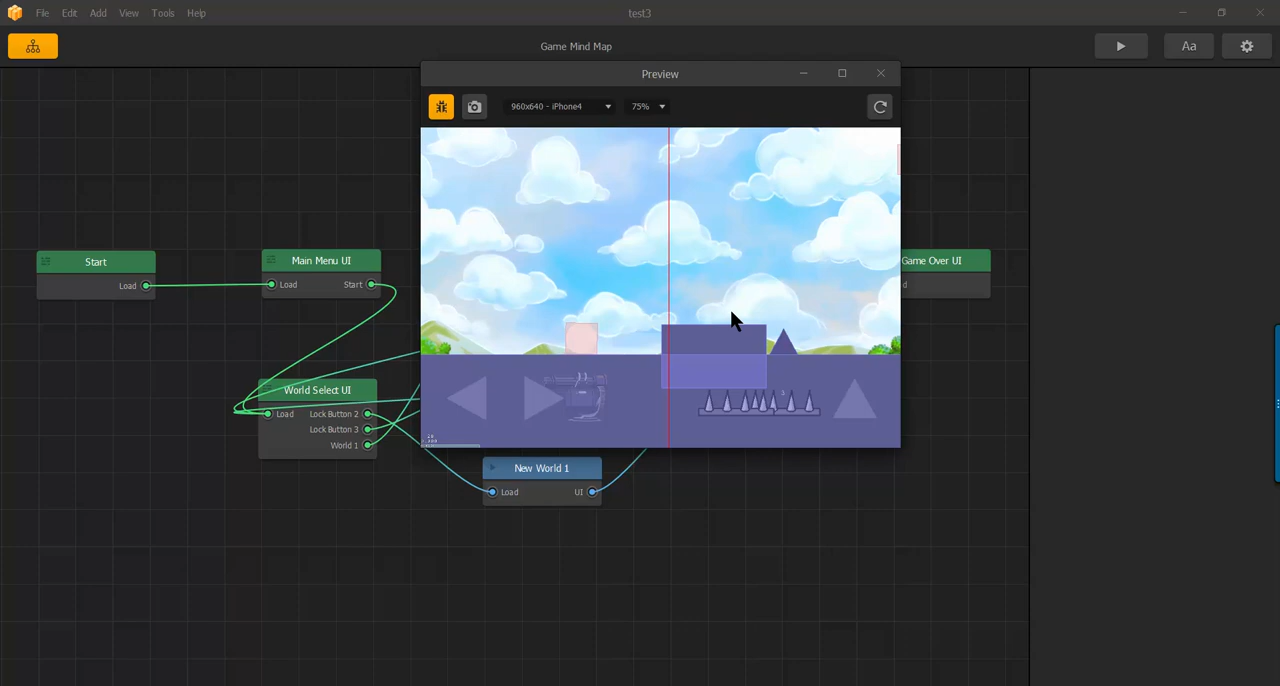 File Edit Add View Tools Help
test3
Game Mind Map
Aa
Preview
960x640 - iPhone4
75%
Start
Load
Main Menu UI
Load Start
Game Over UI
World Select UI
Load Lock Button 2
Lock Button 3
World 1
New World 1
Load UI
3